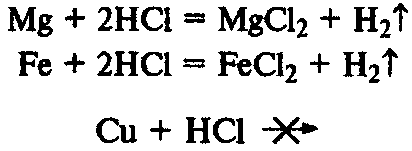 Mg + 2HCl = MgCl₂ + H₂↑
Fe + 2HCl = FeCl₂ + H₂↑
Cu + HCl ↛